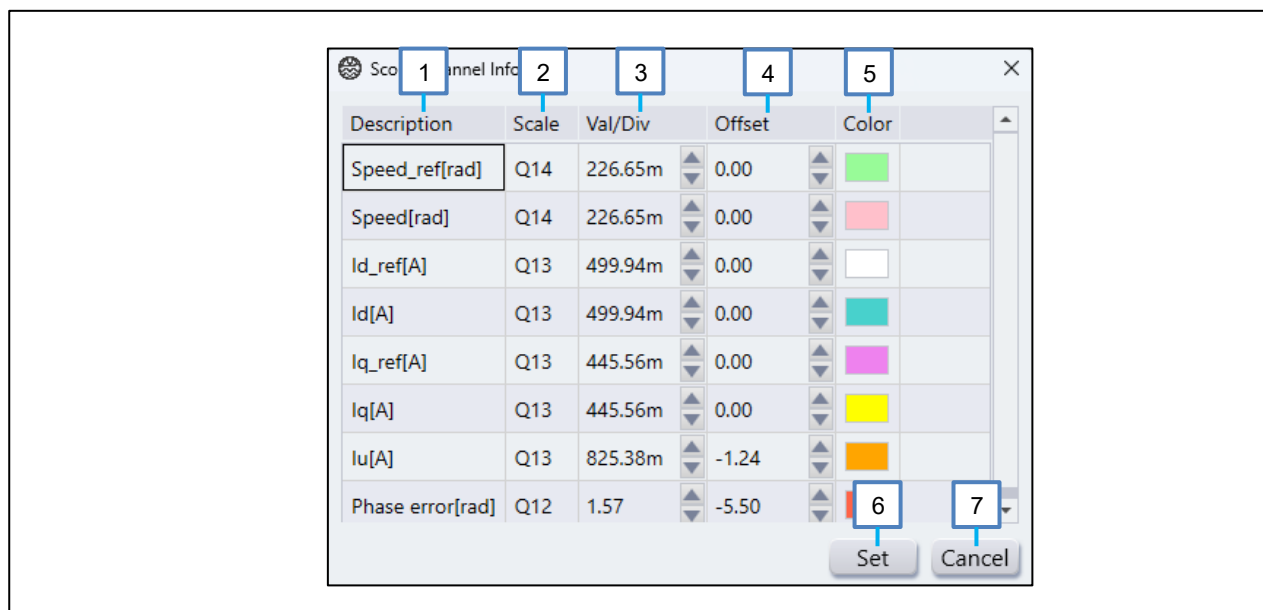 1 2 3 4 5
Description Scale Val/Div Offset Color
Speed_ref[rad] Q14 226.65m 0.00
Speed[rad] Q14 226.65m 0.00
Id_ref[A] Q13 499.94m 0.00
Id[A] Q13 499.94m 0.00
Iq_ref[A] Q13 445.56m 0.00
Iq[A] Q13 445.56m 0.00
Iu[A] Q13 825.38m -1.24
Phase error[rad] Q12 1.57 -5.50
6 7
Set Cancel